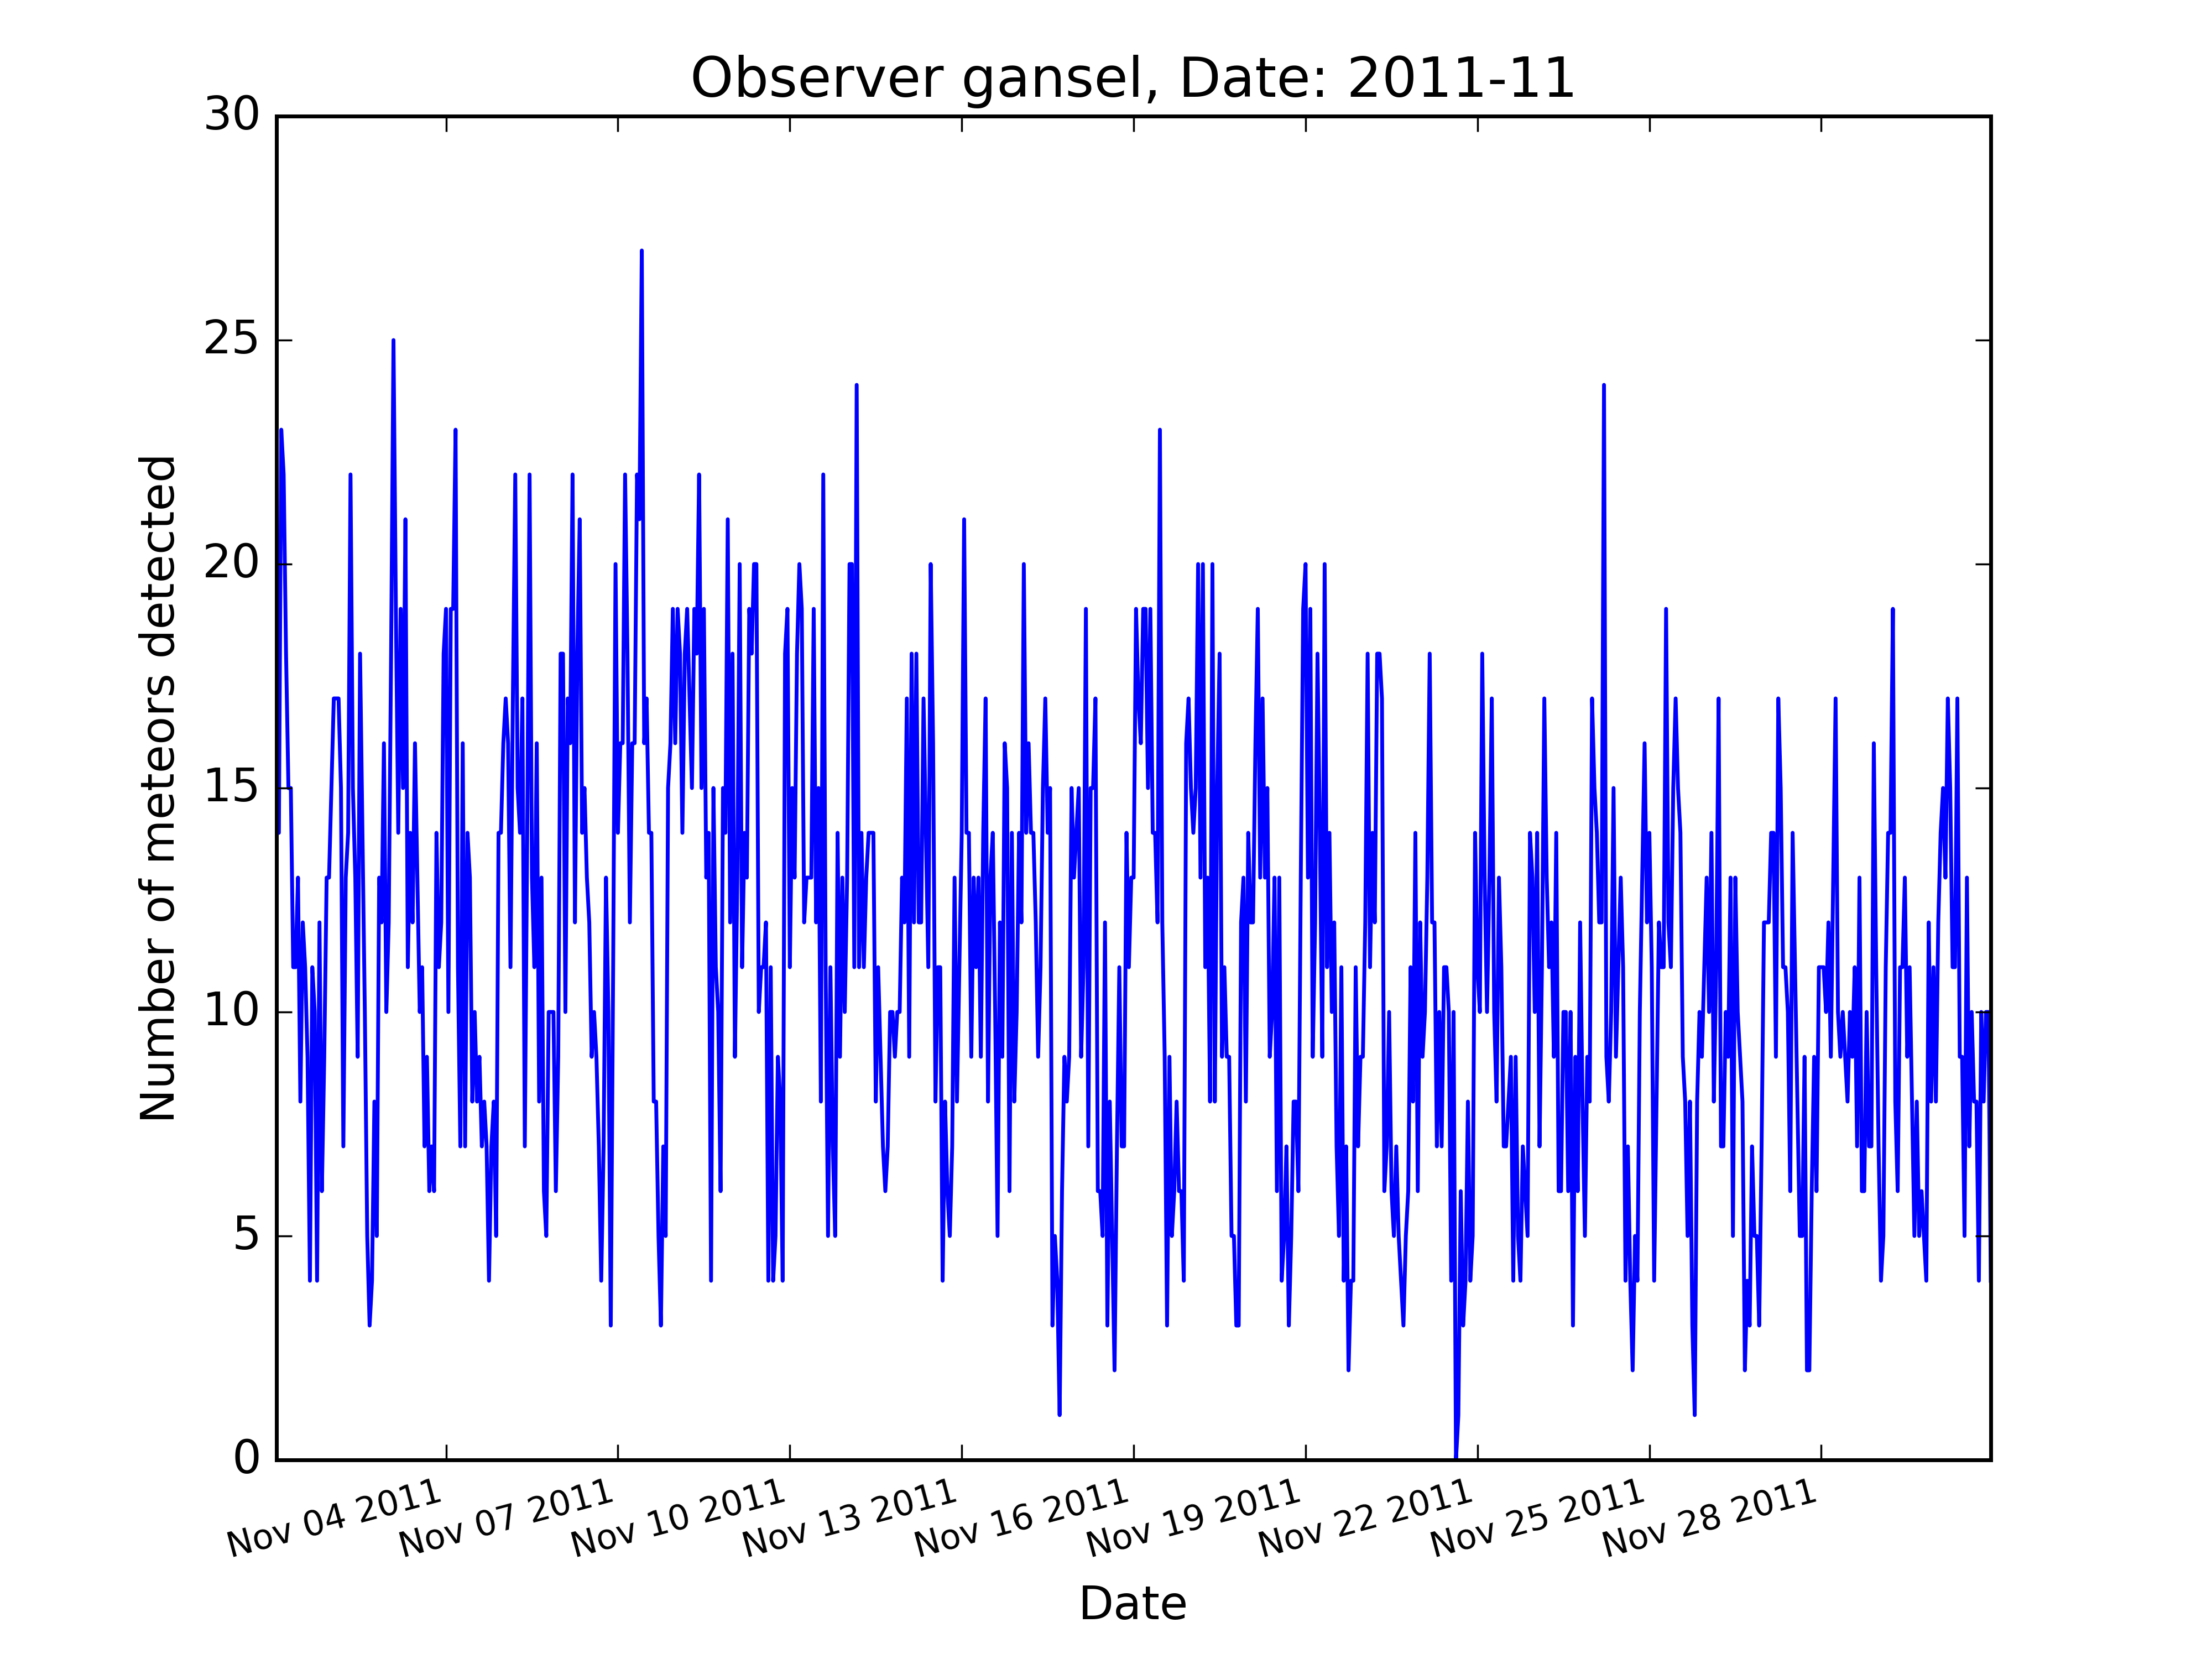 Observer gansel, Date: 2011-11
30
25
20
15
10
5
0
Number of meteors detected
Nov 04 2011
Nov 07 2011
Nov 10 2011
Nov 13 2011
Nov 16 2011
Nov 19 2011
Nov 22 2011
Nov 25 2011
Nov 28 2011
Date